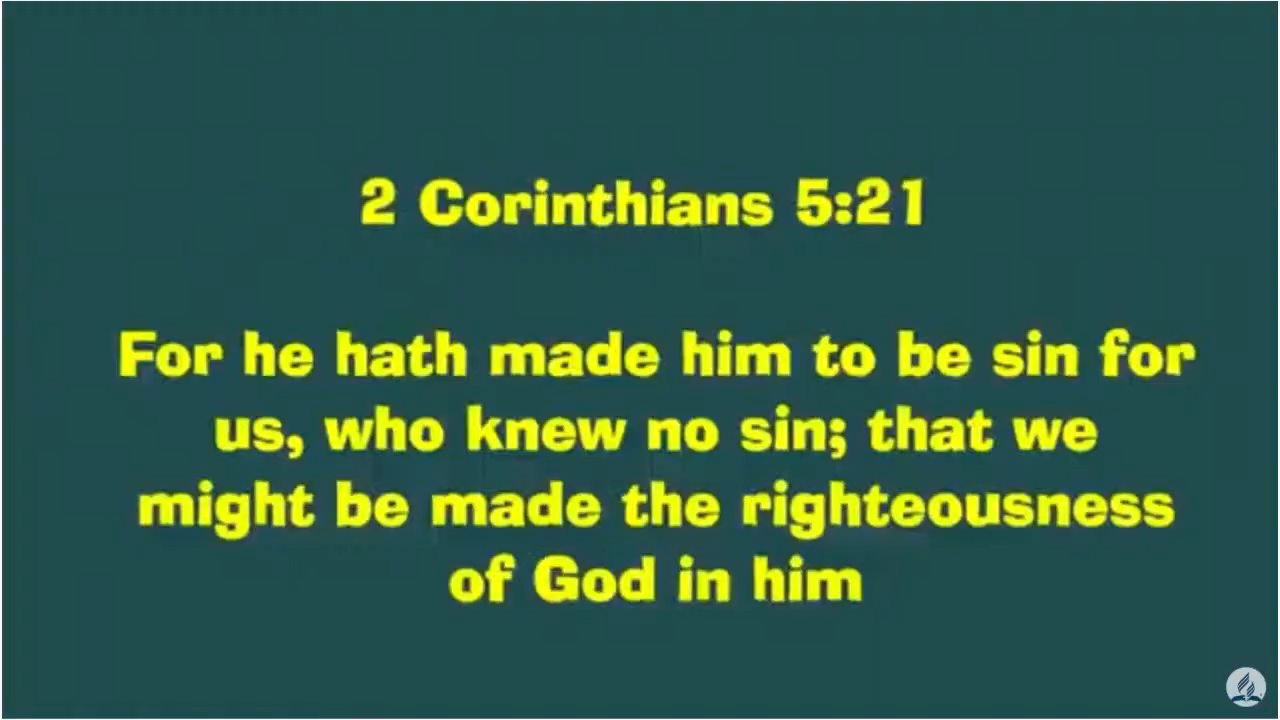 2 Corinthians 5:21
For he hath made him to be sin for
us, who knew no sin; that we
might be made the righteousness
of God in him